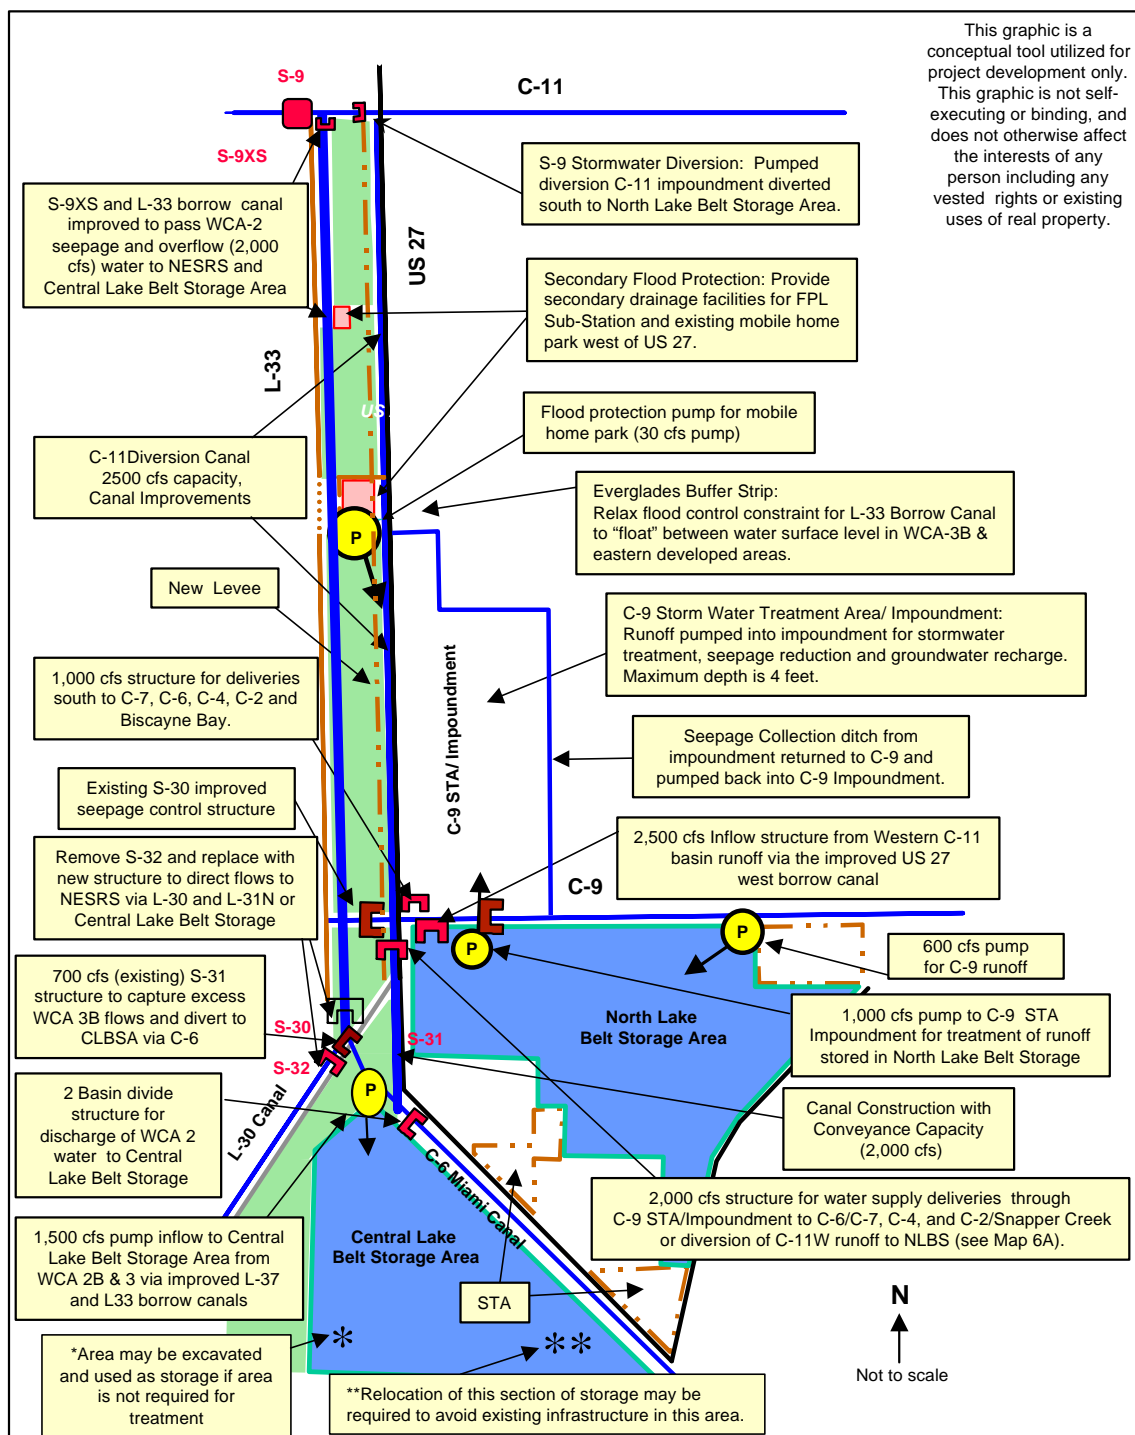 This graphic is a
conceptual tool utilized for
project development only.
This graphic is not self-
executing or binding, and
does not otherwise affect
the interests of any
person including any
vested  rights or existing
uses of real property.
S-9
C-11
S-9XS
S-9 Stormwater Diversion:  Pumped
diversion C-11 impoundment diverted
south to North Lake Belt Storage Area.
S-9XS and L-33 borrow  canal
improved to pass WCA-2
seepage and overflow (2,000
cfs) water to NESRS and
Central Lake Belt Storage Area
US 27
Secondary Flood Protection: Provide
secondary drainage facilities for FPL
Sub-Station and existing mobile home
park west of US 27.
L-33
US
Flood protection pump for mobile
home park (30 cfs pump)
C-11Diversion Canal
2500 cfs capacity,
Canal Improvements
Everglades Buffer Strip:
Relax flood control constraint for L-33 Borrow Canal
to “float” between water surface level in WCA-3B &
eastern developed areas.
P
New  Levee
C-9 Storm Water Treatment Area/ Impoundment:
Runoff pumped into impoundment for stormwater
treatment, seepage reduction and groundwater recharge.
Maximum depth is 4 feet.
1,000 cfs structure for deliveries
south to C-7, C-6, C-4, C-2 and
Biscayne Bay.
C-9 STA/ Impoundment
Seepage Collection ditch from
impoundment returned to C-9 and
pumped back into C-9 Impoundment.
Existing S-30 improved
seepage control structure
2,500 cfs Inflow structure from Western C-11
basin runoff via the improved US 27
west borrow canal
Remove S-32 and replace with
new structure to direct flows to
NESRS via L-30 and L-31N or
Central Lake Belt Storage
C-9
P
P
600 cfs pump
for C-9 runoff
700 cfs (existing) S-31
structure to capture excess
WCA 3B flows and divert to
CLBSA via C-6
North Lake
Belt Storage Area
1,000 cfs pump to C-9  STA
Impoundment for treatment of runoff
stored in North Lake Belt Storage
S-30
S-31
S-32
P
2 Basin divide
structure for
discharge of WCA 2
water  to Central
Lake Belt Storage
L-30 Canal
Canal Construction with
Conveyance Capacity
(2,000 cfs)
C-6 Miami Canal
2,000 cfs structure for water supply deliveries  through
C-9 STA/Impoundment to C-6/C-7, C-4, and C-2/Snapper Creek
or diversion of C-11W runoff to NLBS (see Map 6A).
1,500 cfs pump inflow to Central
Lake Belt Storage Area from
WCA 2B & 3 via improved L-37
and L33 borrow canals
Central Lake
Belt Storage Area
STA
N
Not to scale
*
**
*Area may be excavated
and used as storage if area
is not required for
treatment
**Relocation of this section of storage may be
required to avoid existing infrastructure in this area.